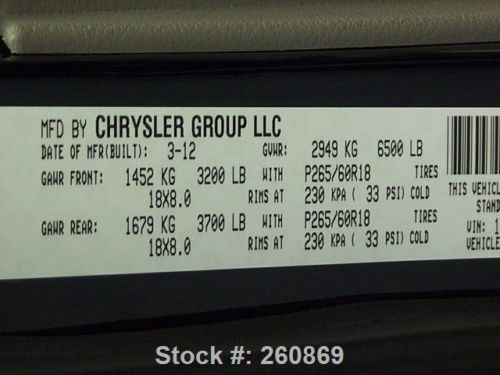 MFD BY CHRYSLER GROUP LLC
DATE OF MFR(BUILT): 3-12 GVWR: 2949 KG 6500 LB
GAWR FRONT: 1452 KG 3200 LB WITH P265/60R18 TIRES
18X8.0 RIMS AT 230 KPA ( 33 PSI) COLD
GAWR REAR: 1679 KG 3700 LB WITH P265/60R18 TIRES
18X8.0 RIMS AT 230 KPA ( 33 PSI) COLD
THIS VEHICL
STAND
VIN: 1
VEHICLE
Stock #: 260869